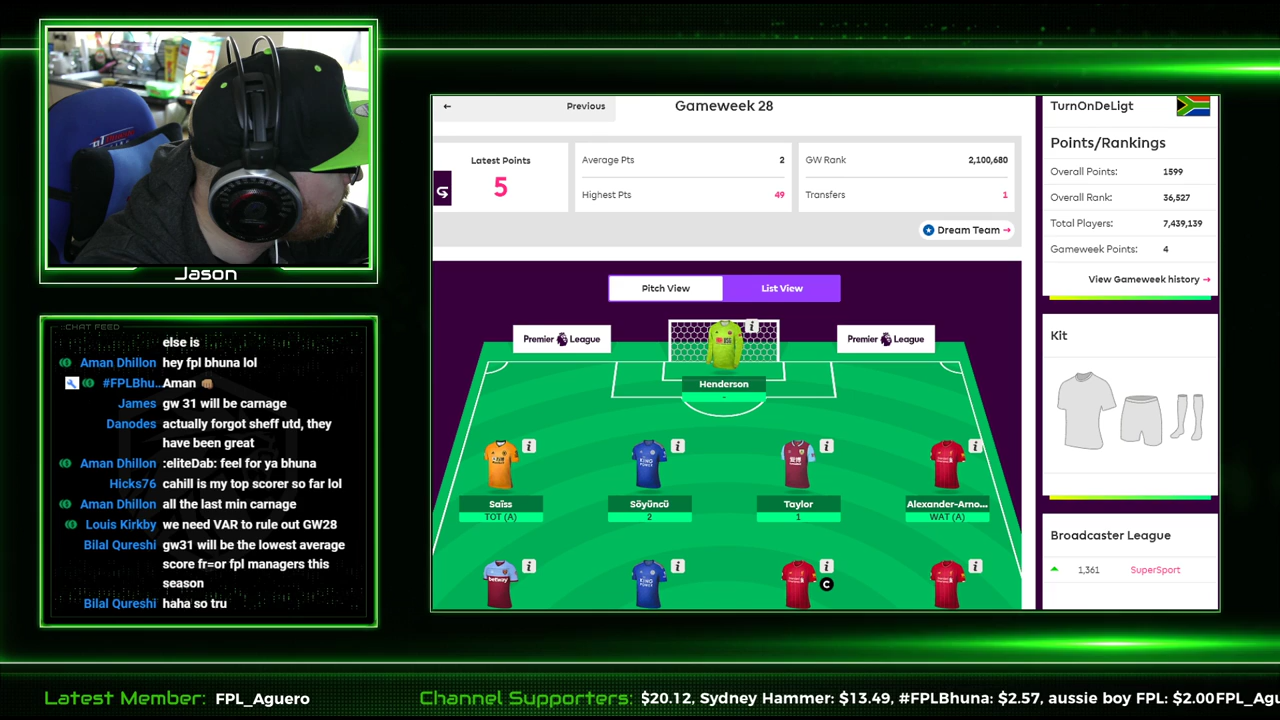 Jason
CHAT FEED
else is
Aman Dhillon hey fpl bhuna lol
#FPLBhu... Aman
James gw 31 will be carnage
Danodes actually forgot sheff utd, they
have been great
Aman Dhillon :eliteDab: feel for ya bhuna
Hicks76 cahill is my top scorer so far lol
Aman Dhillon all the last min carnage
Louis Kirkby we need VAR to rule out GW28
Bilal Qureshi gw31 will be the lowest average
score fr=or fpl managers this
season
Bilal Qureshi haha so tru
← Previous
Gameweek 28
Latest Points
5
Average Pts 2
Highest Pts 49
GW Rank 2,100,680
Transfers 1
Dream Team →
Pitch View
List View
Premier League
Premier League
Henderson
-
Saïss
TOT (A)
Söyüncü
2
Taylor
1
Alexander-Arno...
WAT (A)
betway
C
TurnOnDeLigt
Points/Rankings
Overall Points: 1599
Overall Rank: 36,527
Total Players: 7,439,139
Gameweek Points: 4
View Gameweek history →
Kit
Broadcaster League
1,361 SuperSport
Latest Member: FPL_Aguero
Channel Supporters: $20.12, Sydney Hammer: $13.49, #FPLBhuna: $2.57, aussie boy FPL: $2.00FPL_Agu